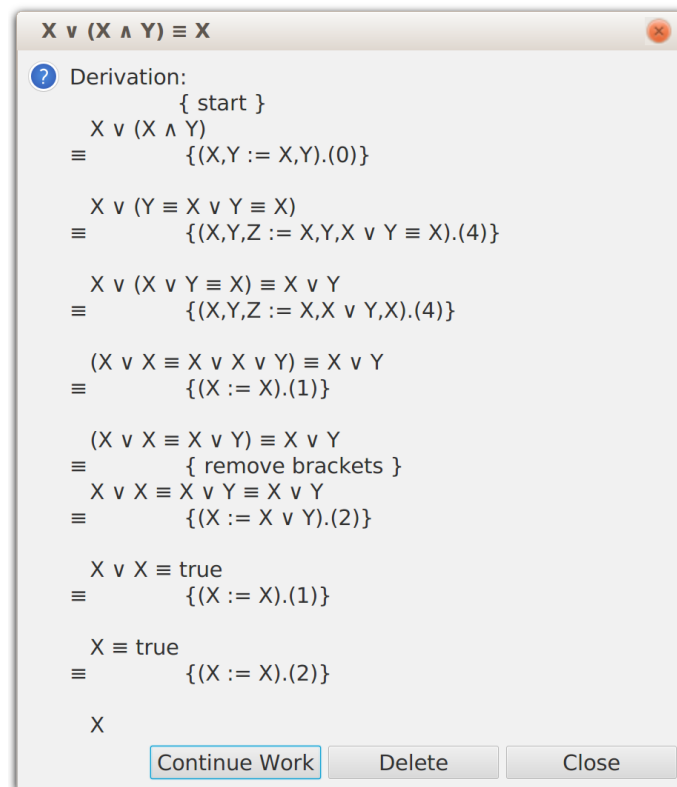 X ∨ (X ∧ Y) ≡ X
Derivation:
{ start }
X ∨ (X ∧ Y)
≡ {(X,Y := X,Y).(0)}
X ∨ (Y ≡ X ∨ Y ≡ X)
≡ {(X,Y,Z := X,Y,X ∨ Y ≡ X).(4)}
X ∨ (X ∨ Y ≡ X) ≡ X ∨ Y
≡ {(X,Y,Z := X,X ∨ Y,X).(4)}
(X ∨ X ≡ X ∨ X ∨ Y) ≡ X ∨ Y
≡ {(X := X).(1)}
(X ∨ X ≡ X ∨ Y) ≡ X ∨ Y
≡ { remove brackets }
X ∨ X ≡ X ∨ Y ≡ X ∨ Y
≡ {(X := X ∨ Y).(2)}
X ∨ X ≡ true
≡ {(X := X).(1)}
X ≡ true
≡ {(X := X).(2)}
X
Continue Work Delete Close